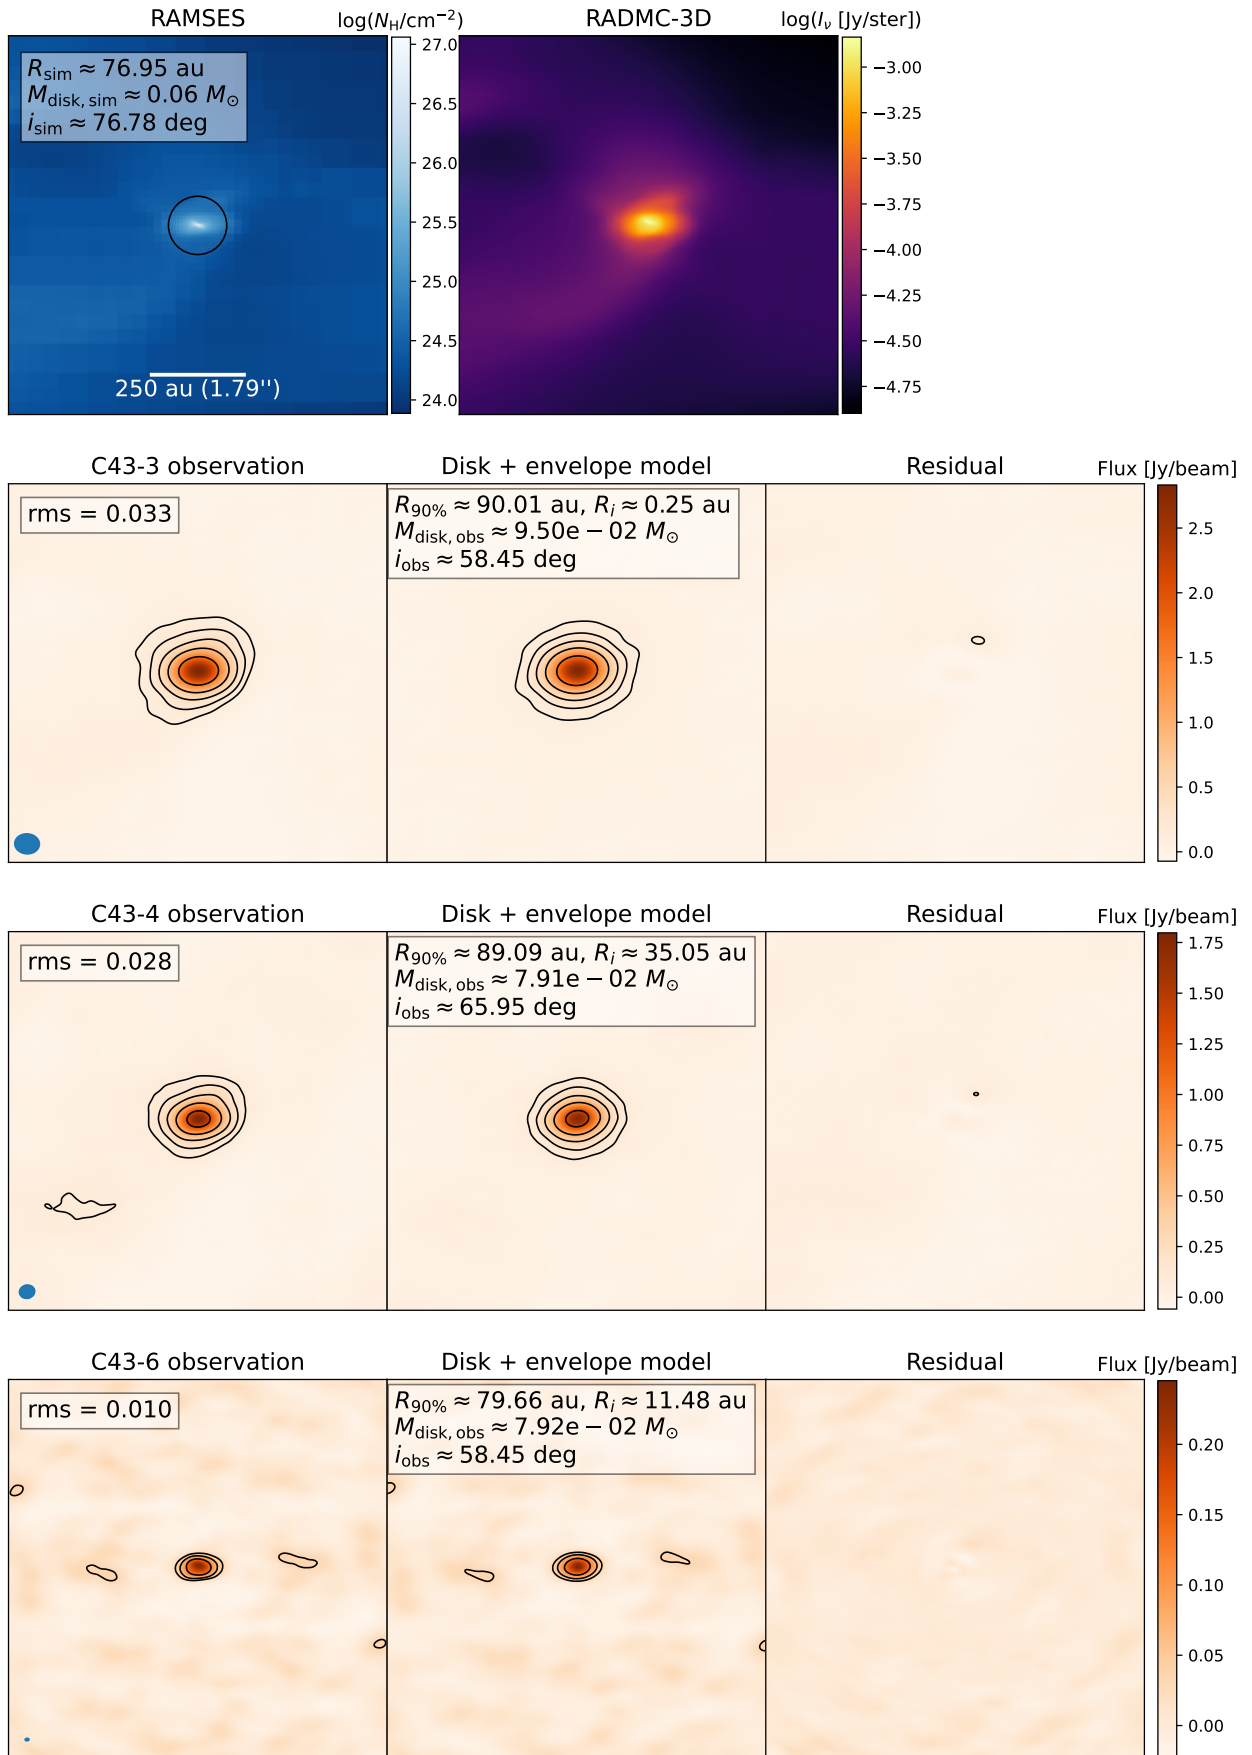 RAMSES
log(N_H/cm⁻²)
RADMC-3D
log(I_ν [Jy/ster])
R_sim ≈ 76.95 au
M_disk, sim ≈ 0.06 M_⊙
i_sim ≈ 76.78 deg
250 au (1.79'')
27.0
26.5
26.0
25.5
25.0
24.5
24.0
−3.00
−3.25
−3.50
−3.75
−4.00
−4.25
−4.50
−4.75
C43-3 observation
Disk + envelope model
Residual
Flux [Jy/beam]
rms = 0.033
R_90% ≈ 90.01 au, R_i ≈ 0.25 au
M_disk, obs ≈ 9.50e − 02 M_⊙
i_obs ≈ 58.45 deg
2.5
2.0
1.5
1.0
0.5
0.0
C43-4 observation
Disk + envelope model
Residual
Flux [Jy/beam]
rms = 0.028
R_90% ≈ 89.09 au, R_i ≈ 35.05 au
M_disk, obs ≈ 7.91e − 02 M_⊙
i_obs ≈ 65.95 deg
1.75
1.50
1.25
1.00
0.75
0.50
0.25
0.00
C43-6 observation
Disk + envelope model
Residual
Flux [Jy/beam]
rms = 0.010
R_90% ≈ 79.66 au, R_i ≈ 11.48 au
M_disk, obs ≈ 7.92e − 02 M_⊙
i_obs ≈ 58.45 deg
0.20
0.15
0.10
0.05
0.00